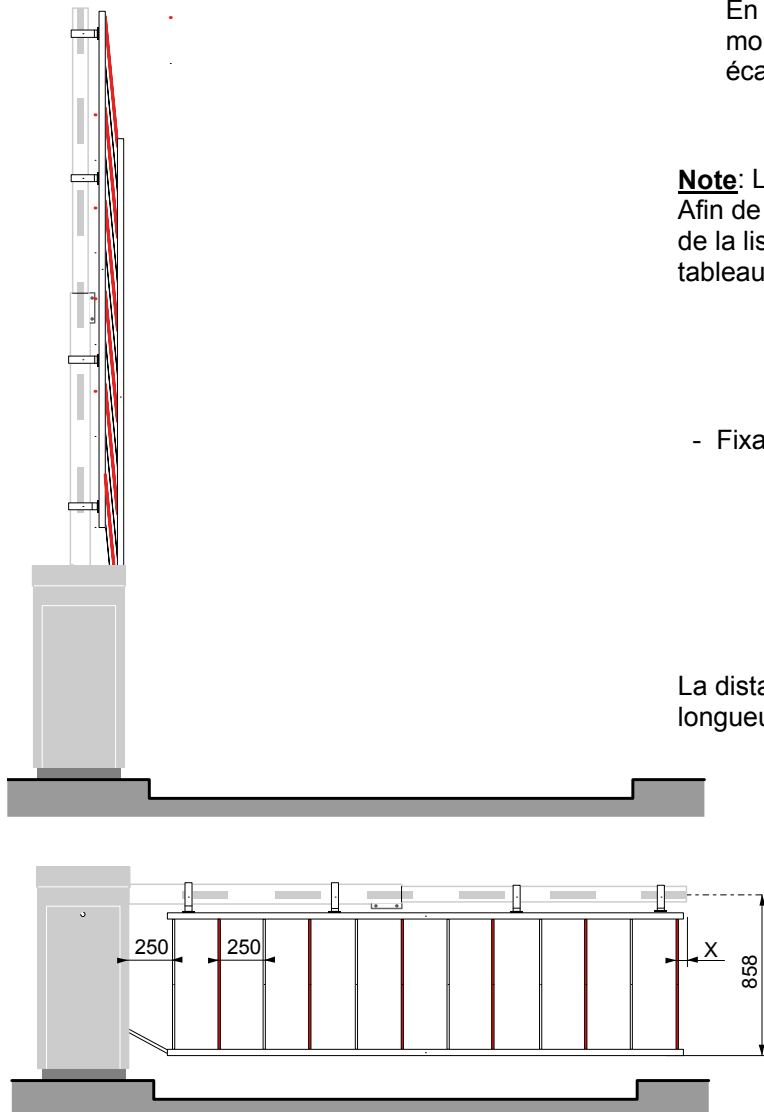 En
mo
éca
Note: L
Afin de
de la lis
tableau
- Fixa
La dista
longueu
250
250
X
858